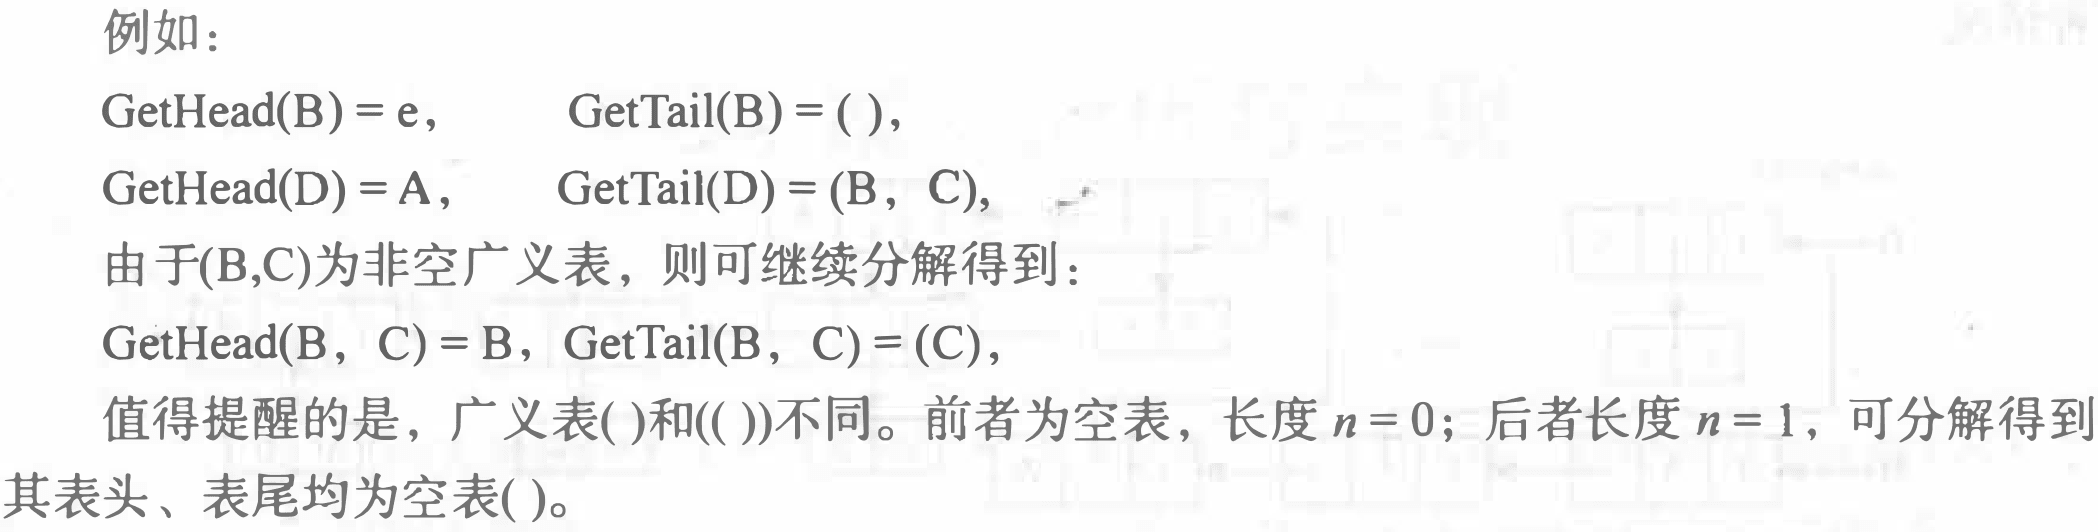 例如：
GetHead(B) = e， GetTail(B) = ( )，
GetHead(D) = A， GetTail(D) = (B， C)，
由于(B,C)为非空广义表，则可继续分解得到：
GetHead(B， C) = B，GetTail(B， C) = (C)，
值得提醒的是，广义表( )和(( ))不同。前者为空表，长度 n = 0；后者长度 n = 1，可分解得到
其表头、表尾均为空表( )。